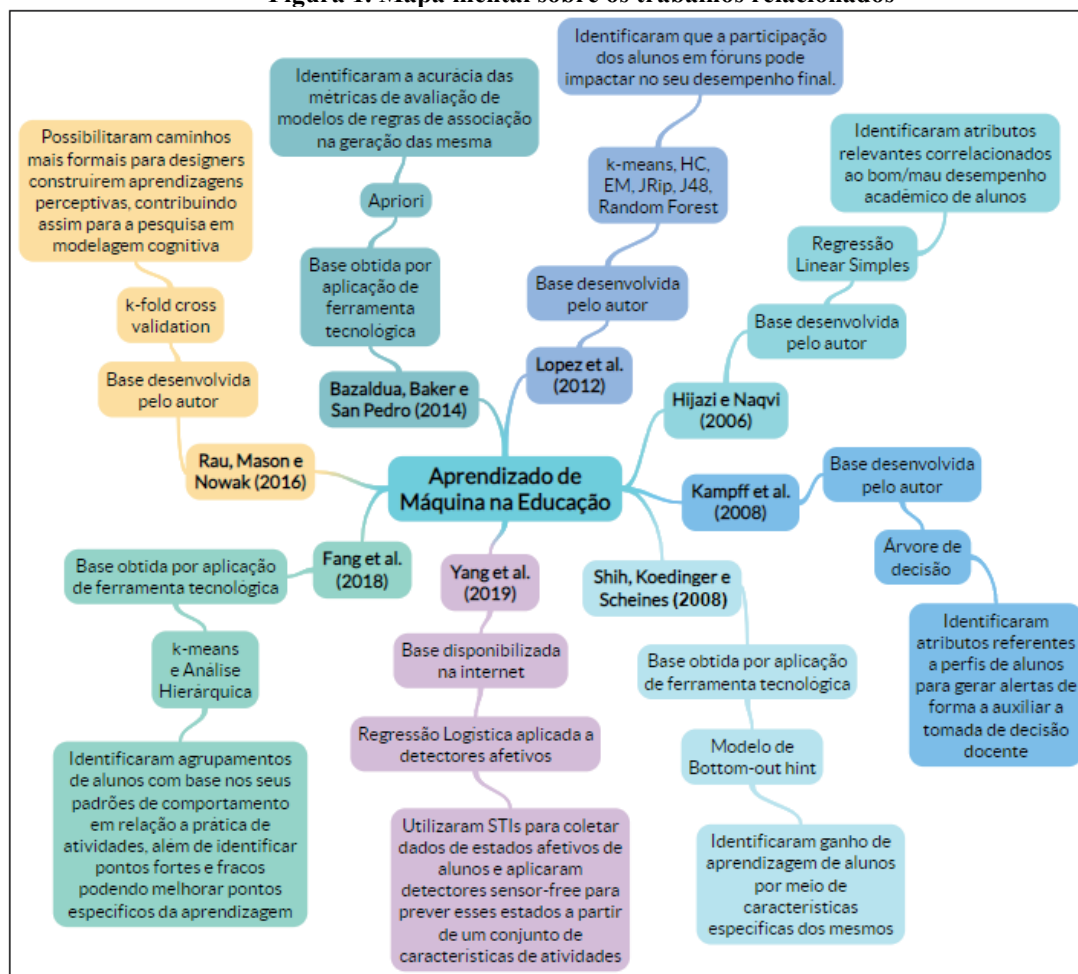 Figura 1. Mapa mental sobre os trabalhos relacionados
Identificaram que a participação
dos alunos em fóruns pode
impactar no seu desempenho final.
k-means, HC,
EM, JRip, J48,
Random Forest
Base desenvolvida
pelo autor
Lopez et al.
(2012)
Identificaram a acurácia das
métricas de avaliação de
modelos de regras de associação
na geração das mesma
Apriori
Base obtida por
aplicação de
ferramenta
tecnológica
Bazaldua, Baker e
San Pedro (2014)
Possibilitaram caminhos
mais formais para designers
construirem aprendizagens
perceptivas, contribuindo
assim para a pesquisa em
modelagem cognitiva
k-fold cross
validation
Base desenvolvida
pelo autor
Rau, Mason e
Nowak (2016)
Identificaram atributos
relevantes correlacionados
ao bom/mau desempenho
acadêmico de alunos
Regressão
Linear Simples
Base desenvolvida
pelo autor
Hijazi e Naqvi
(2006)
Aprendizado de
Máquina na Educação
Kampff et al.
(2008)
Base desenvolvida
pelo autor
Árvore de
decisão
Identificaram
atributos referentes
a perfis de alunos
para gerar alertas de
forma a auxiliar a
tomada de decisão
docente
Fang et al.
(2018)
Base obtida por aplicação
de ferramenta tecnológica
k-means
e Análise
Hierárquica
Identificaram agrupamentos
de alunos com base nos seus
padrões de comportamento
em relação a prática de
atividades, além de identificar
pontos fortes e fracos
podendo melhorar pontos
específicos da aprendizagem
Yang et al.
(2019)
Base disponibilizada
na internet
Regressão Logística aplicada a
detectores afetivos
Utilizaram STIs para coletar
dados de estados afetivos de
alunos e aplicaram
detectores sensor-free para
prever esses estados a partir
de um conjunto de
características de atividades
Shih, Koedinger e
Scheines (2008)
Base obtida por aplicação
de ferramenta tecnológica
Modelo de
Bottom-out hint
Identificaram ganho de
aprendizagem de alunos
por meio de
características
específicas dos mesmos